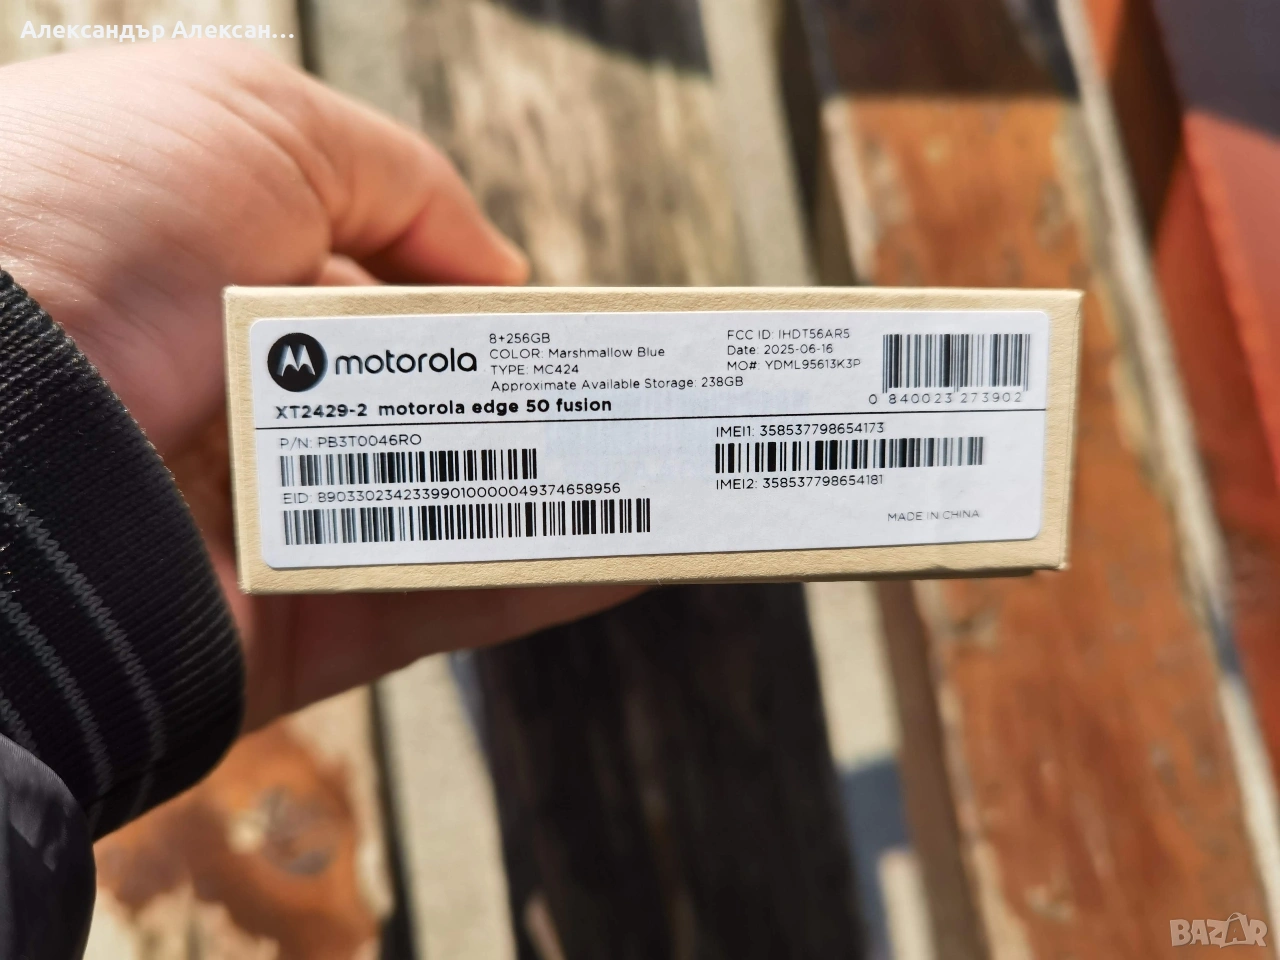 Александър Алексан...
motorola
8+256GB
COLOR: Marshmallow Blue
TYPE: MC424
Approximate Available Storage: 238GB
FCC ID: IHDT56AR5
Date: 2025-06-16
MO#: YDML95613K3P
0 840023 273902
XT2429-2 motorola edge 50 fusion
P/N: PB3T0046RO
EID: 89033023423399010000049374658956
IMEI1: 358537798654173
IMEI2: 358537798654181
MADE IN CHINA
BAZAR